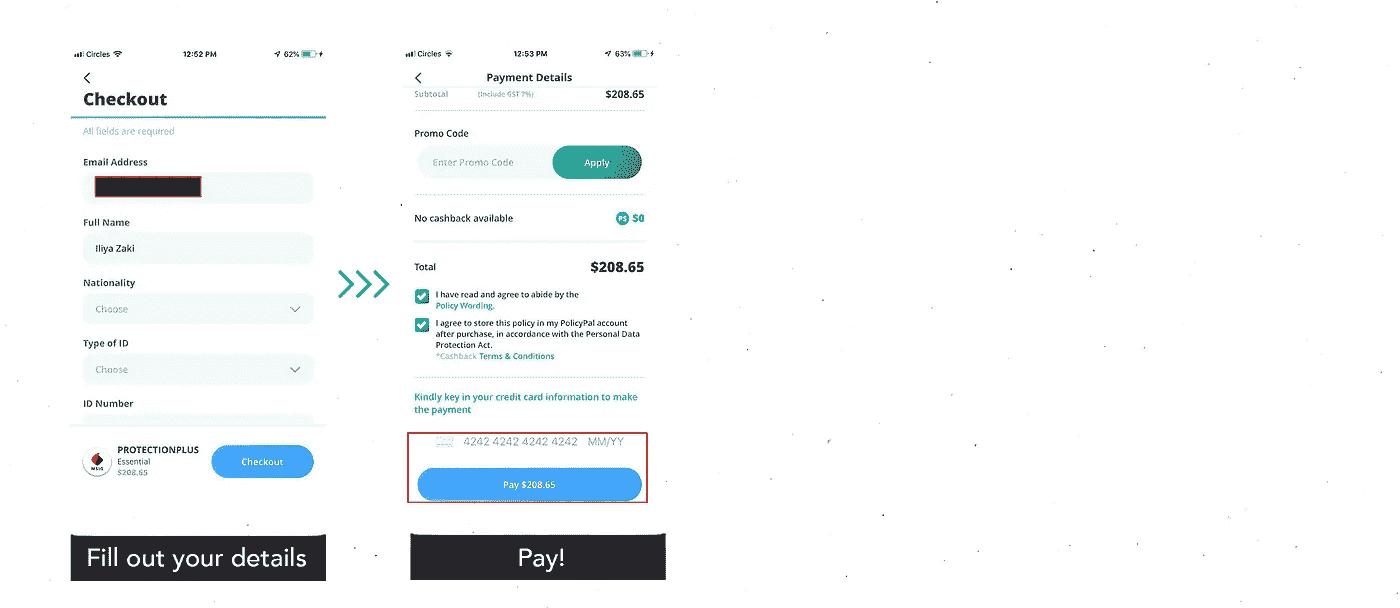 Circles 12:52 PM 62%
Checkout
All fields are required
Email Address
Full Name
Iliya Zaki
Nationality
Choose
Type of ID
Choose
ID Number
MSIG
PROTECTIONPLUS
Essential
$208.65
Checkout
Fill out your details
Circles 12:53 PM 63%
Payment Details
Subtotal (Include GST 7%) $208.65
Promo Code
Enter Promo Code Apply
No cashback available PS $0
Total $208.65
I have read and agree to abide by the
Policy Wording.
I agree to store this policy in my PolicyPal account
after purchase, in accordance with the Personal Data
Protection Act.
*Cashback Terms & Conditions
Kindly key in your credit card information to make
the payment
4242 4242 4242 4242 MM/YY
Pay $208.65
Pay!